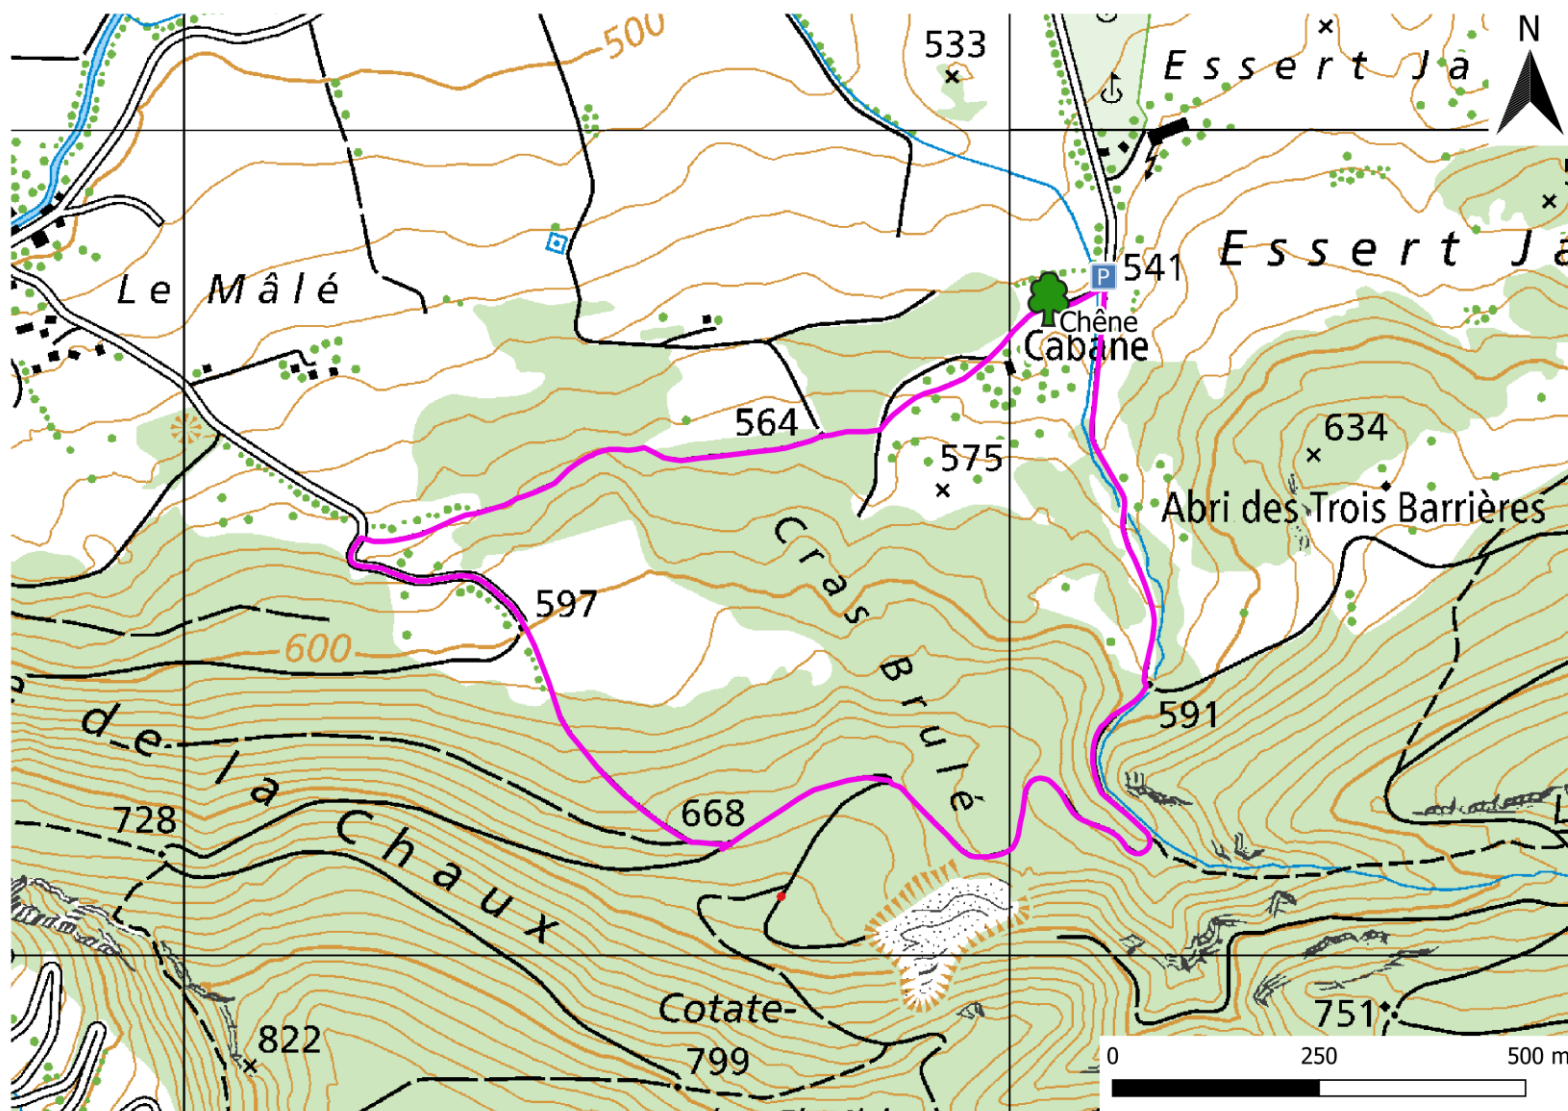 500
533
Essert Ja
N
Essert Ja
P
541
Le Mâlé
Chêne
Cabane
564
634
575
Abri des Trois Barrières
Cras Brulé
597
600
591
de la Chaux
668
728
Cotate-
799
822
751
0 250 500 m